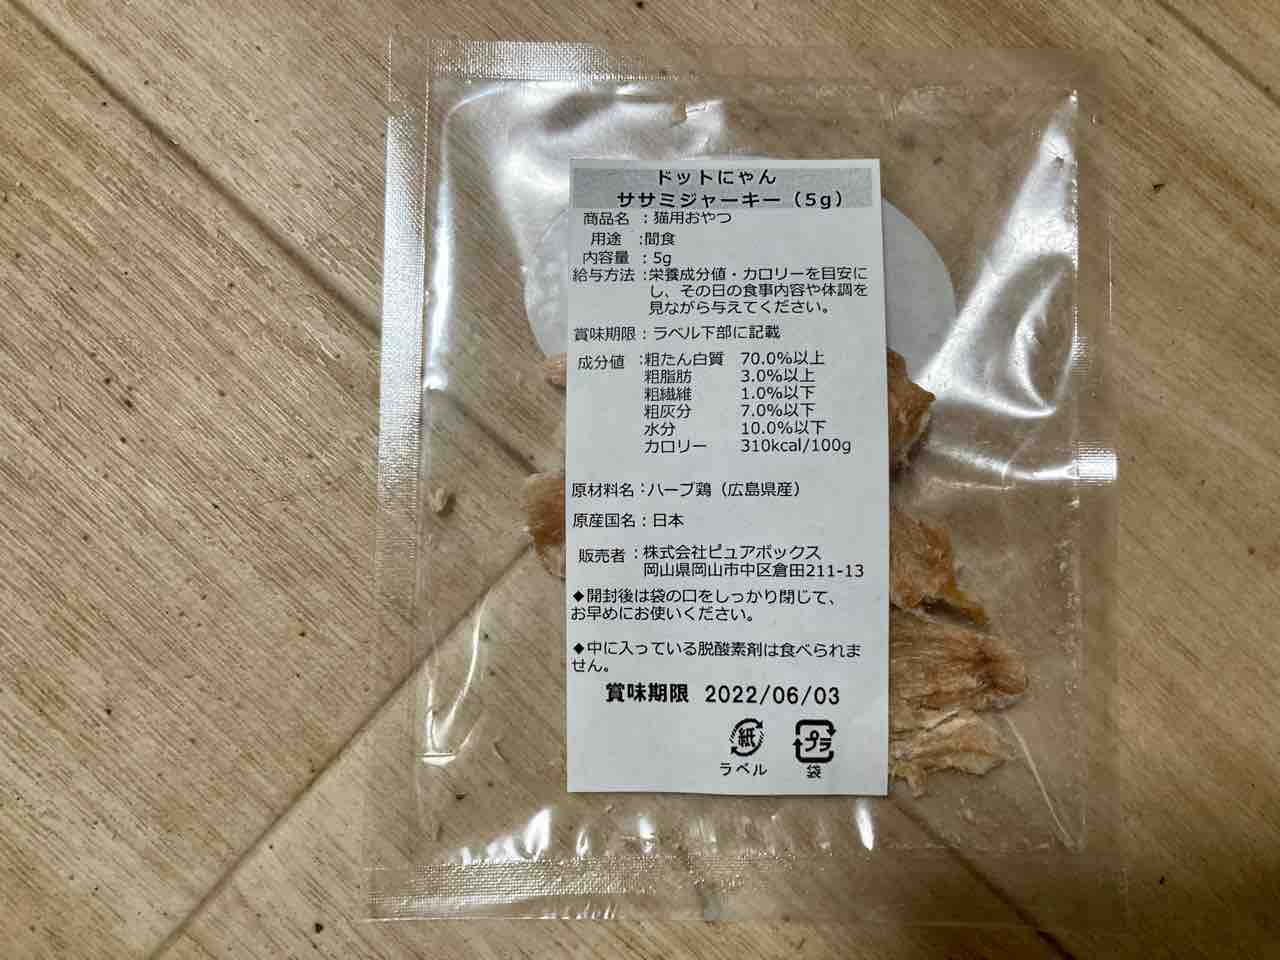 ドットにゃん
ササミジャーキー（5g）
商品名 ：猫用おやつ
用途 ：間食
内容量 ：5g
給与方法：栄養成分値・カロリーを目安に
し、その日の食事内容や体調を
見ながら与えてください。
賞味期限：ラベル下部に記載
成分値 ：粗たん白質 70.0%以上
粗脂肪 3.0%以上
粗繊維 1.0%以下
粗灰分 7.0%以下
水分 10.0%以下
カロリー 310kcal/100g
原材料名：ハーブ鶏（広島県産）
原産国名：日本
販売者 ：株式会社ピュアボックス
岡山県岡山市中区倉田211-13
◆開封後は袋の口をしっかり閉じて、
お早めにお使いください。
◆中に入っている脱酸素剤は食べられま
せん。
賞味期限 2022/06/03
紙 プラ
ラベル 袋